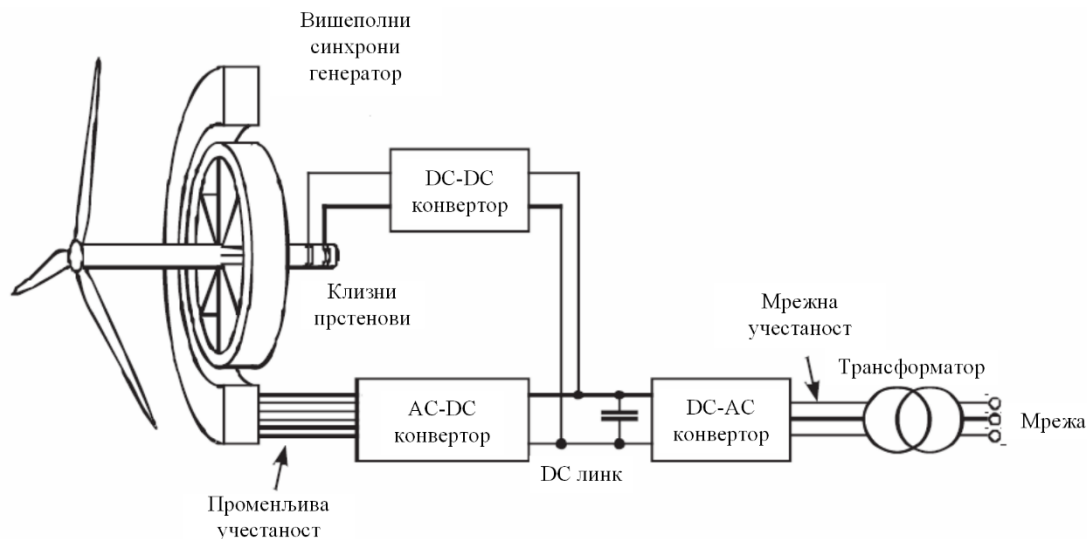 Вишеполни
синхрони
генератор
DC-DC
конвертор
Клизни
прстенови
Мрежна
учестаност
Трансформатор
AC-DC
конвертор
DC-AC
конвертор
Мрежа
DC линк
Променљива
учестаност